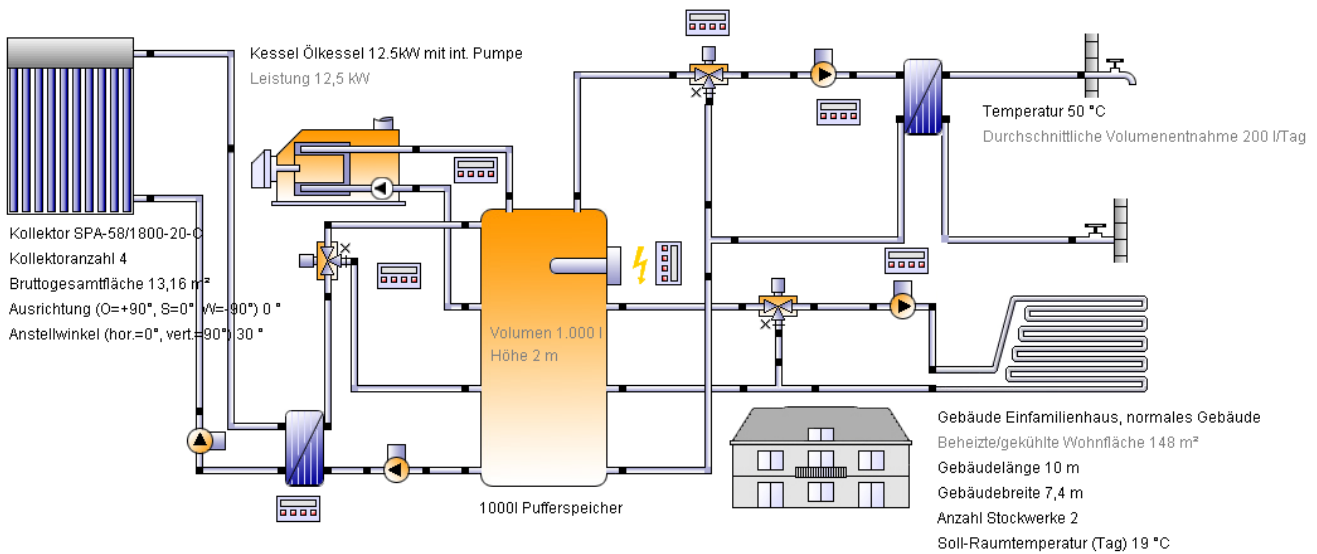 Kessel Ölkessel 12.5kW mit int. Pumpe
Leistung 12,5 kW
Temperatur 50 °C
Durchschnittliche Volumenentnahme 200 l/Tag
Kollektor SPA-58/1800-20-C
Kollektoranzahl 4
Bruttogesamtfläche 13,16 m²
Ausrichtung (O=+90°, S=0°, W=-90°) 0 °
Anstellwinkel (hor.=0°, vert.=90°) 30 °
Volumen 1.000 l
Höhe 2 m
1000l Pufferspeicher
Gebäude Einfamilienhaus, normales Gebäude
Beheizte/gekühlte Wohnfläche 148 m²
Gebäudelänge 10 m
Gebäudebreite 7,4 m
Anzahl Stockwerke 2
Soll-Raumtemperatur (Tag) 19 °C